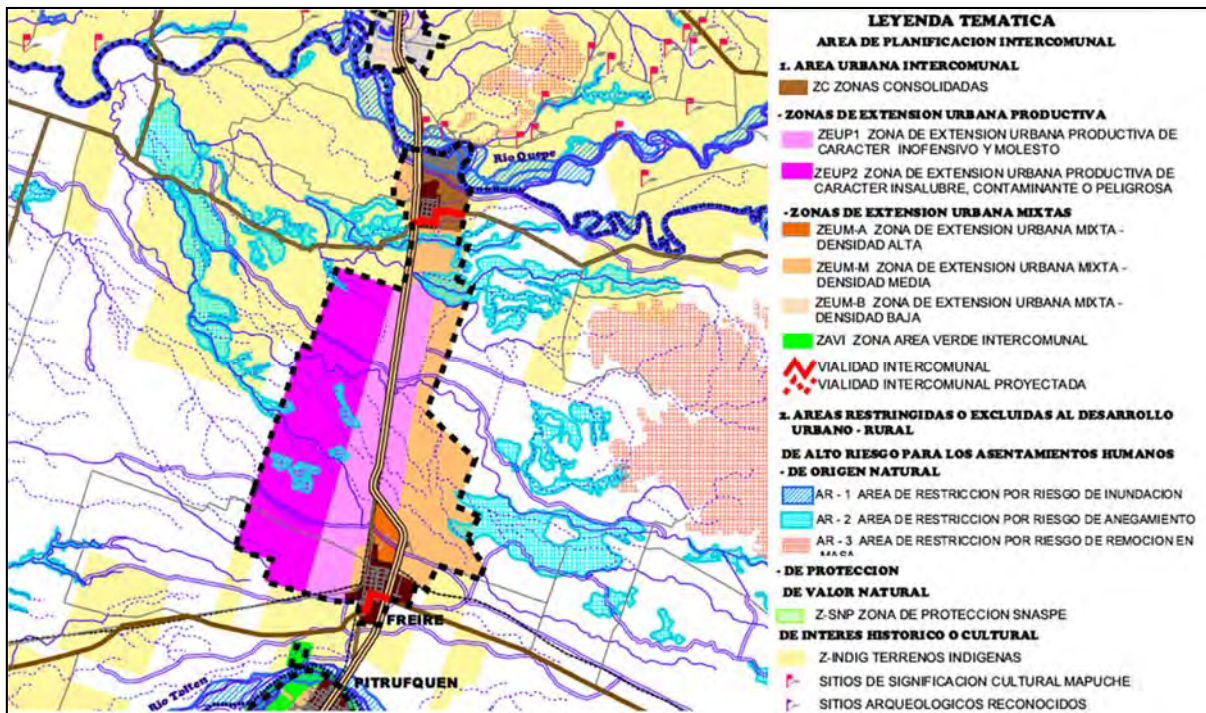 Rio Quepe
FREIRE
PITRUFQUEN
Rio Tolten
LEYENDA TEMATICA
AREA DE PLANIFICACION INTERCOMUNAL
1. AREA URBANA INTERCOMUNAL
ZC ZONAS CONSOLIDADAS
- ZONAS DE EXTENSION URBANA PRODUCTIVA
ZEUP1 ZONA DE EXTENSION URBANA PRODUCTIVA DE
CARACTER INOFENSIVO Y MOLESTO
ZEUP2 ZONA DE EXTENSION URBANA PRODUCTIVA DE
CARACTER INSALUBRE, CONTAMINANTE O PELIGROSA
- ZONAS DE EXTENSION URBANA MIXTAS
ZEUM-A ZONA DE EXTENSION URBANA MIXTA -
DENSIDAD ALTA
ZEUM-M ZONA DE EXTENSION URBANA MIXTA -
DENSIDAD MEDIA
ZEUM-B ZONA DE EXTENSION URBANA MIXTA -
DENSIDAD BAJA
ZAVI ZONA AREA VERDE INTERCOMUNAL
VIALIDAD INTERCOMUNAL
VIALIDAD INTERCOMUNAL PROYECTADA
2. AREAS RESTRINGIDAS O EXCLUIDAS AL DESARROLLO
URBANO - RURAL
DE ALTO RIESGO PARA LOS ASENTAMIENTOS HUMANOS
- DE ORIGEN NATURAL
AR - 1 AREA DE RESTRICCION POR RIESGO DE INUNDACION
AR - 2 AREA DE RESTRICCION POR RIESGO DE ANEGAMIENTO
AR - 3 AREA DE RESTRICCION POR RIESGO DE REMOCION EN
MASA
- DE PROTECCION
DE VALOR NATURAL
Z-SNP ZONA DE PROTECCION SNASPE
DE INTERES HISTORICO O CULTURAL
Z-INDIG TERRENOS INDIGENAS
SITIOS DE SIGNIFICACION CULTURAL MAPUCHE
SITIOS ARQUEOLOGICOS RECONOCIDOS